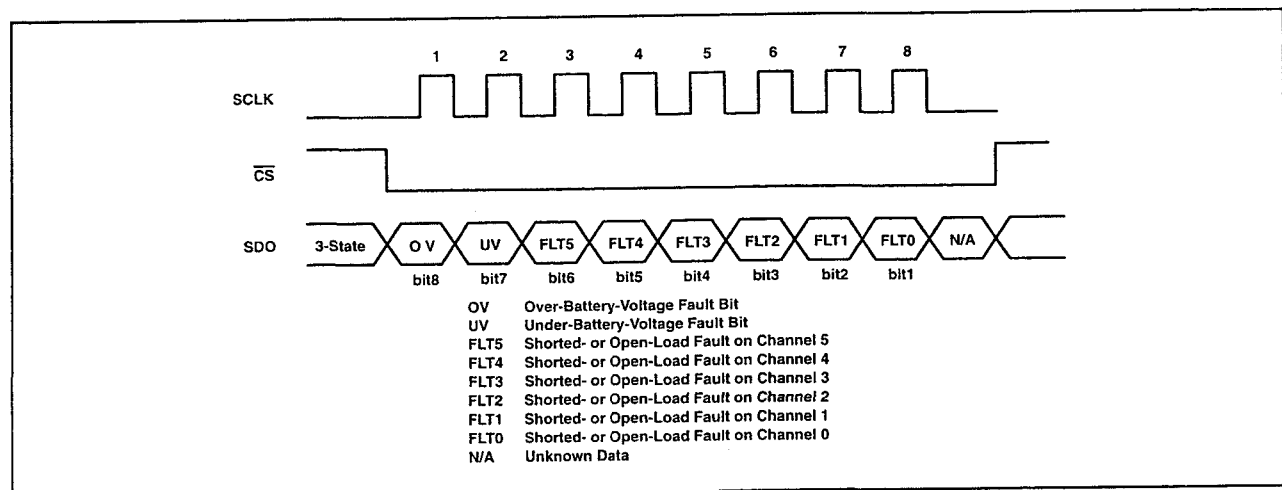 1 2 3 4 5 6 7 8
SCLK
CS
SDO 3-State O V UV FLT5 FLT4 FLT3 FLT2 FLT1 FLT0 N/A
bit8 bit7 bit6 bit5 bit4 bit3 bit2 bit1
OV Over-Battery-Voltage Fault Bit
UV Under-Battery-Voltage Fault Bit
FLT5 Shorted- or Open-Load Fault on Channel 5
FLT4 Shorted- or Open-Load Fault on Channel 4
FLT3 Shorted- or Open-Load Fault on Channel 3
FLT2 Shorted- or Open-Load Fault on Channel 2
FLT1 Shorted- or Open-Load Fault on Channel 1
FLT0 Shorted- or Open-Load Fault on Channel 0
N/A Unknown Data